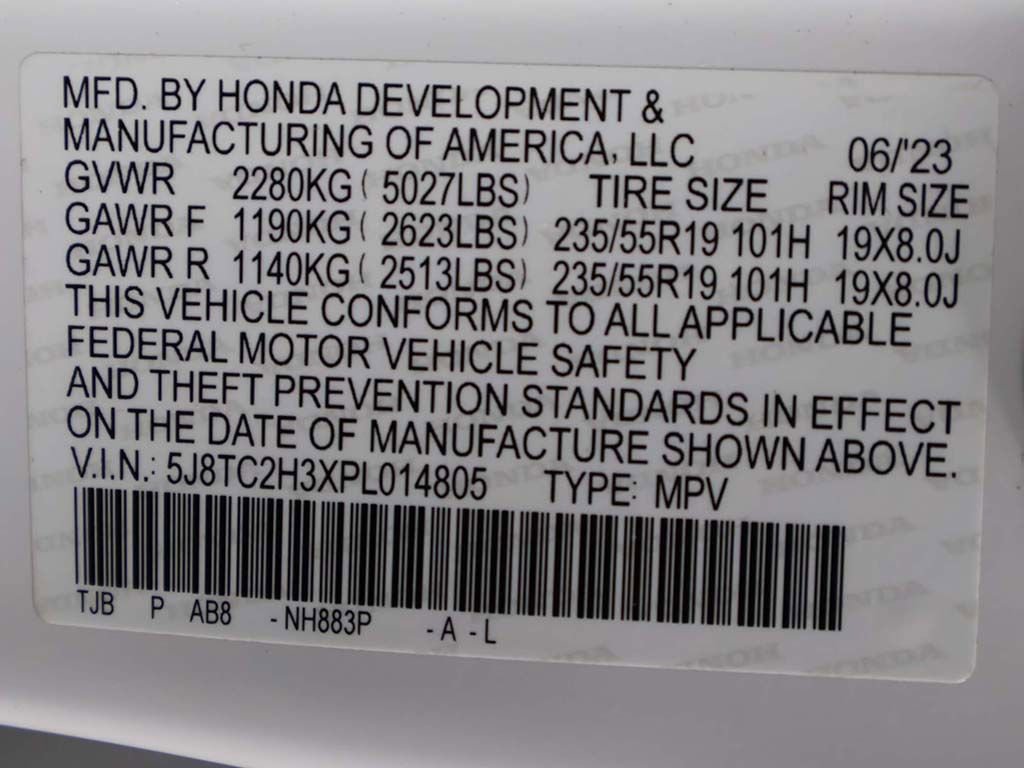 MFD. BY HONDA DEVELOPMENT &
MANUFACTURING OF AMERICA, LLC 06/'23
GVWR 2280KG ( 5027LBS) TIRE SIZE RIM SIZE
GAWR F 1190KG ( 2623LBS) 235/55R19 101H 19X8.0J
GAWR R 1140KG ( 2513LBS) 235/55R19 101H 19X8.0J
THIS VEHICLE CONFORMS TO ALL APPLICABLE
FEDERAL MOTOR VEHICLE SAFETY
AND THEFT PREVENTION STANDARDS IN EFFECT
ON THE DATE OF MANUFACTURE SHOWN ABOVE.
V.I.N.: 5J8TC2H3XPL014805 TYPE: MPV
TJB P AB8 -NH883P -A -L